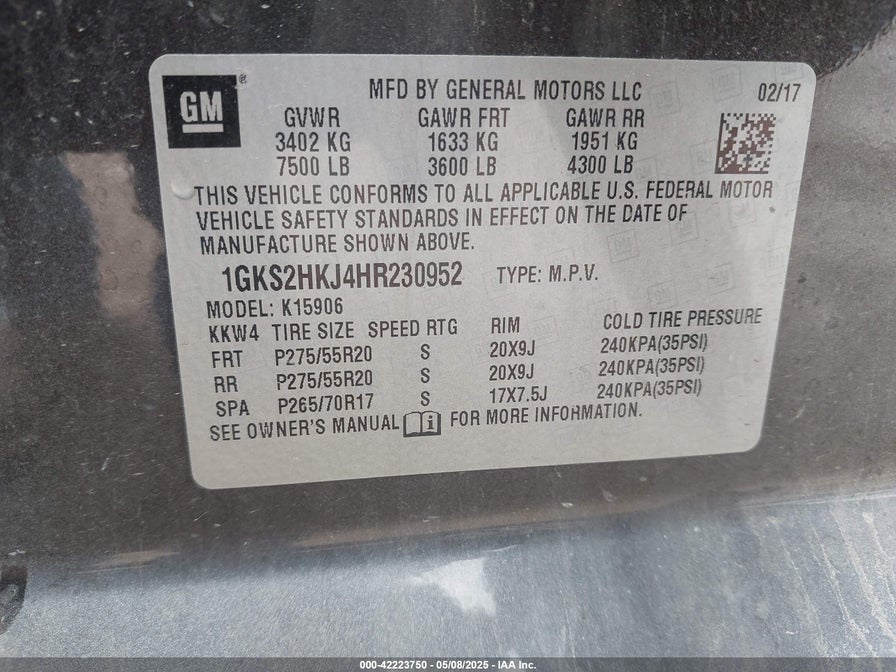 GM ®
MFD BY GENERAL MOTORS LLC 02/17
GVWR GAWR FRT GAWR RR
3402 KG 1633 KG 1951 KG
7500 LB 3600 LB 4300 LB
THIS VEHICLE CONFORMS TO ALL APPLICABLE U.S. FEDERAL MOTOR
VEHICLE SAFETY STANDARDS IN EFFECT ON THE DATE OF
MANUFACTURE SHOWN ABOVE.
1GKS2HKJ4HR230952 TYPE: M.P.V.
MODEL: K15906
KKW4 TIRE SIZE SPEED RTG RIM COLD TIRE PRESSURE
FRT P275/55R20 S 20X9J 240KPA(35PSI)
RR P275/55R20 S 20X9J 240KPA(35PSI)
SPA P265/70R17 S 17X7.5J 240KPA(35PSI)
SEE OWNER'S MANUAL i FOR MORE INFORMATION.
000-42223750 - 05/08/2025 - IAA Inc.